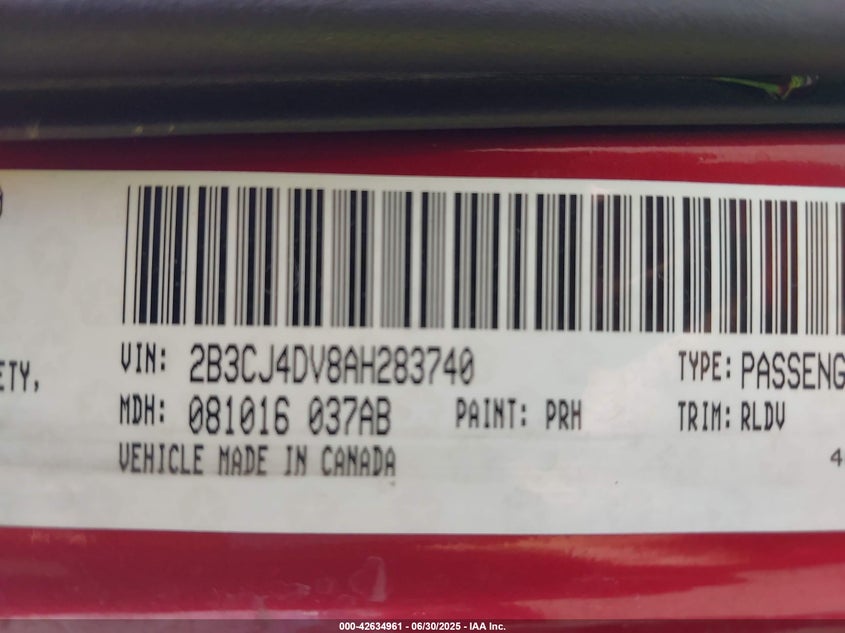 VIN: 2B3CJ4DV8AH283740 TYPE: PASSENG
ETY,
MDH: 081016 037AB PAINT: PRH TRIM: RLDV
VEHICLE MADE IN CANADA
4
000-42634961 - 06/30/2025 - IAA Inc.